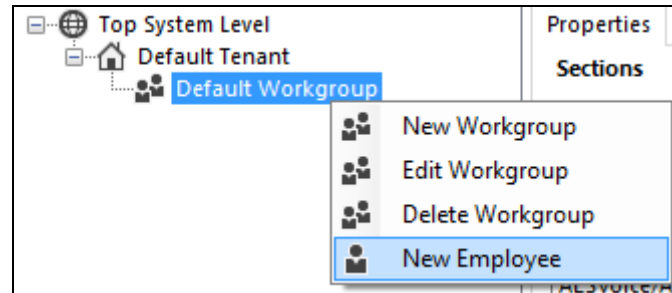 Top System Level
Default Tenant
Default Workgroup
Properties
Sections
New Workgroup
Edit Workgroup
Delete Workgroup
New Employee